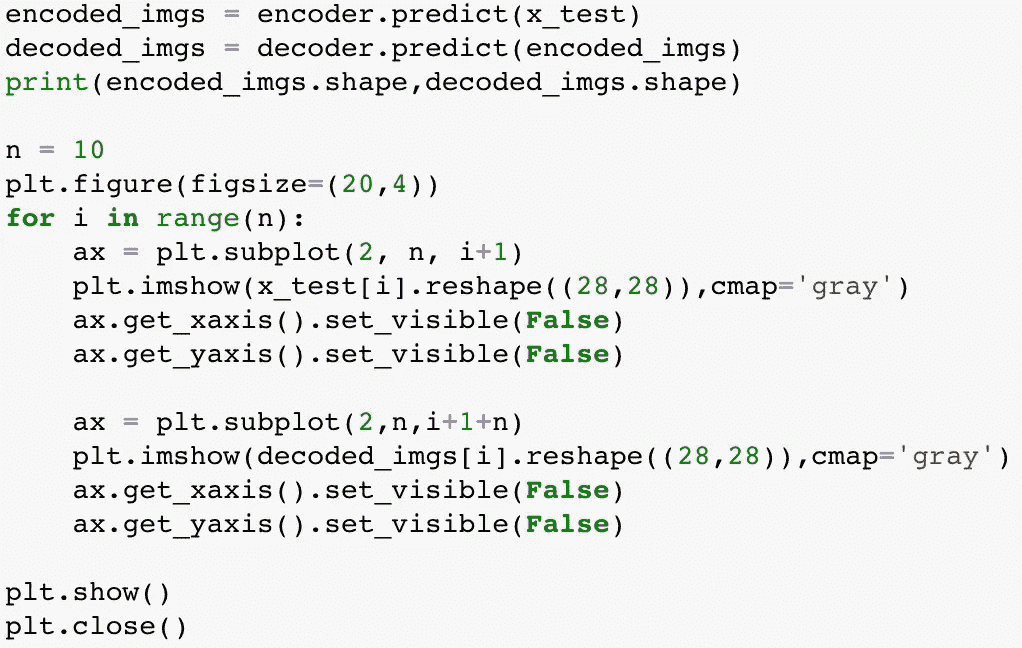 encoded_imgs = encoder.predict(x_test)
decoded_imgs = decoder.predict(encoded_imgs)
print(encoded_imgs.shape,decoded_imgs.shape)

n = 10
plt.figure(figsize=(20,4))
for i in range(n):
    ax = plt.subplot(2, n, i+1)
    plt.imshow(x_test[i].reshape((28,28)),cmap='gray')
    ax.get_xaxis().set_visible(False)
    ax.get_yaxis().set_visible(False)

    ax = plt.subplot(2,n,i+1+n)
    plt.imshow(decoded_imgs[i].reshape((28,28)),cmap='gray')
    ax.get_xaxis().set_visible(False)
    ax.get_yaxis().set_visible(False)

plt.show()
plt.close()